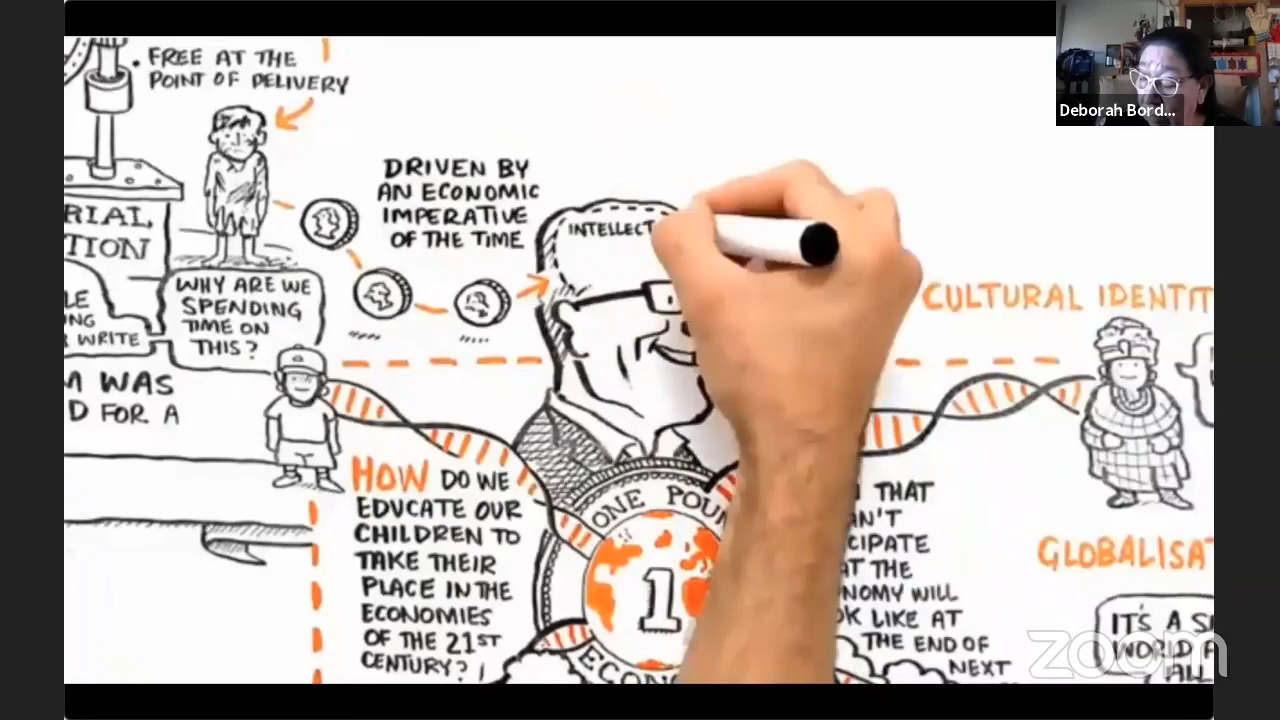 • FREE AT THE
POINT OF DELIVERY
DRIVEN BY
AN ECONOMIC
IMPERATIVE
OF THE TIME
INTELLECT
RIAL
TION
WHY ARE WE
SPENDING
TIME ON
THIS?
LE
NG
WRITE
M WAS
D FOR A
HOW DO WE
EDUCATE OUR
CHILDREN TO
TAKE THEIR
PLACE IN THE
ECONOMIES
OF THE 21ST
CENTURY?
ONE POUN
1
ECONO
THAT
AN'T
CIPATE
AT THE
NOMY WILL
OK LIKE AT
THE END OF
NEXT
CULTURAL IDENTIT
GLOBALISAT
IT'S A S
WORLD A
ALL
Deborah Bord...
zoom